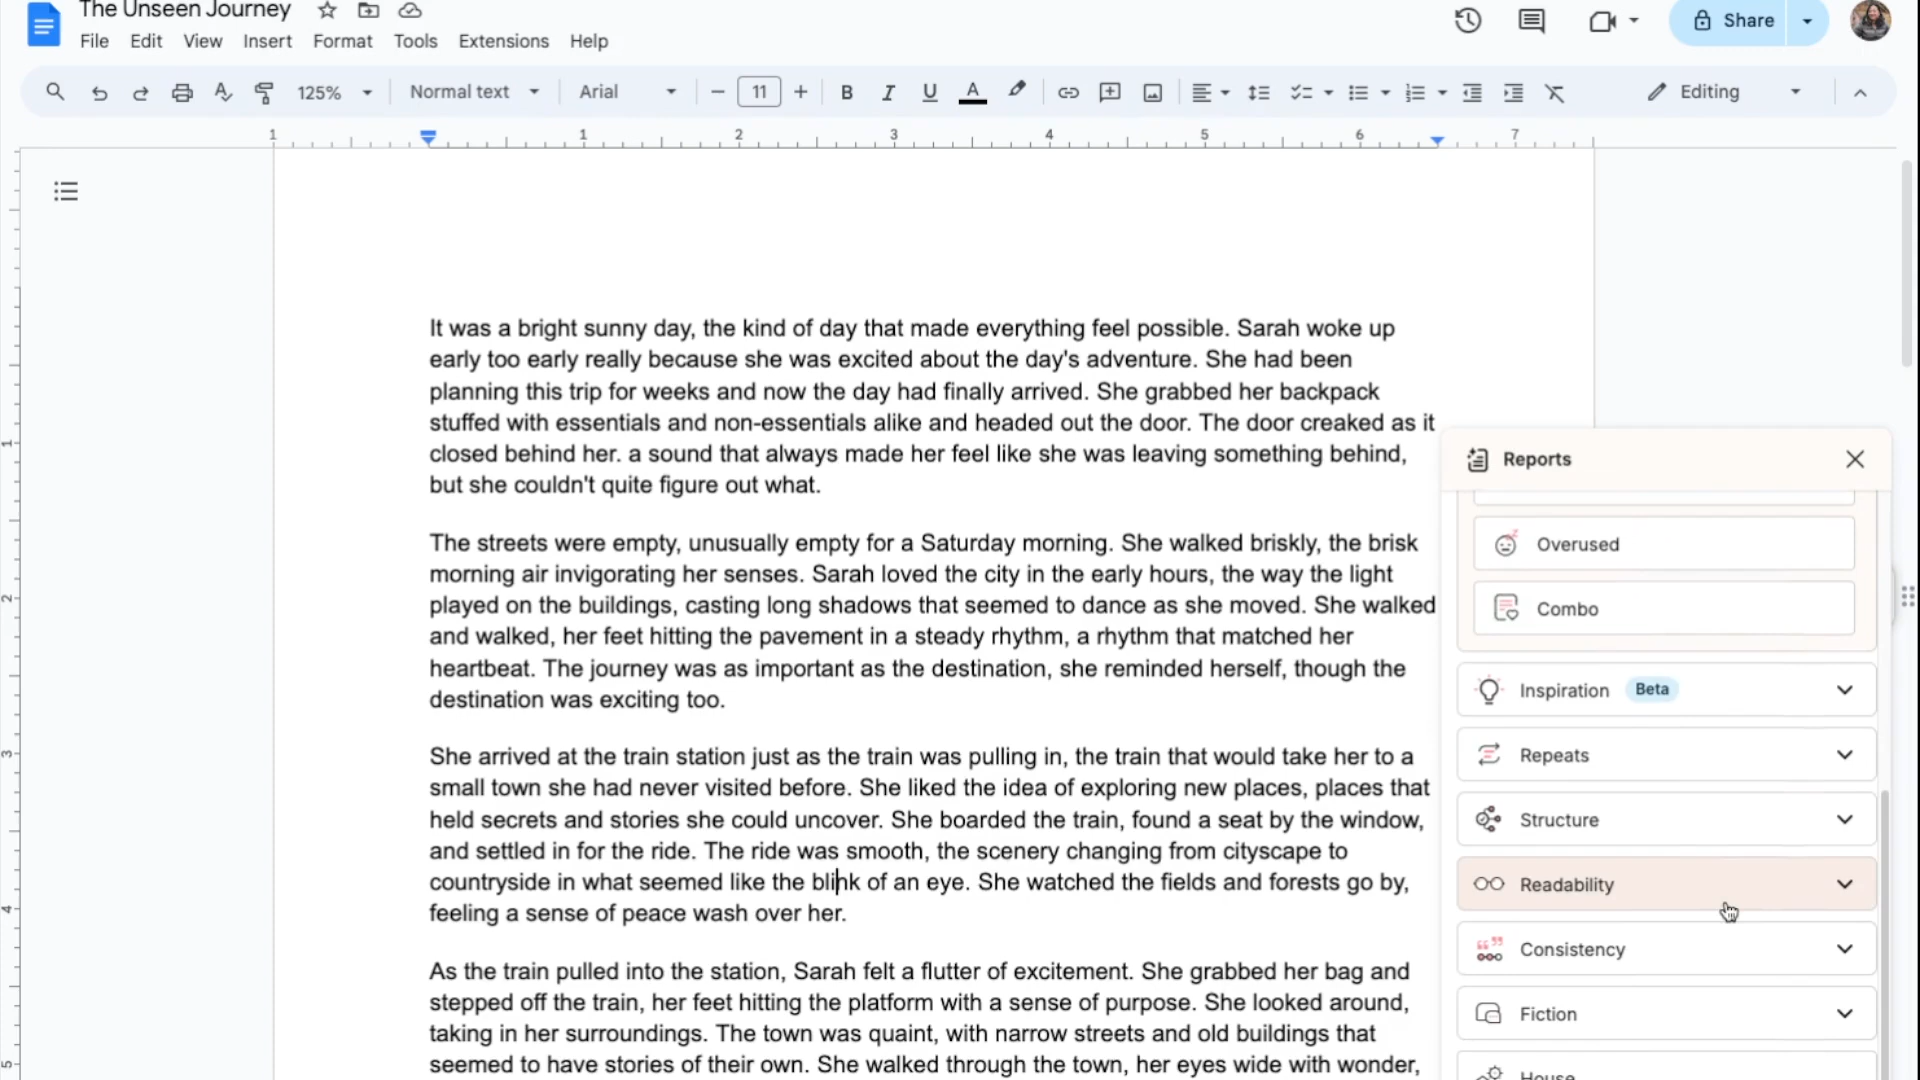 The Unseen Journey
File Edit View Insert Format Tools Extensions Help
Share
125% Normal text Arial 11 B I U A Editing
1 1 2 3 4 5 6 7
It was a bright sunny day, the kind of day that made everything feel possible. Sarah woke up
early too early really because she was excited about the day's adventure. She had been
planning this trip for weeks and now the day had finally arrived. She grabbed her backpack
stuffed with essentials and non-essentials alike and headed out the door. The door creaked as it
closed behind her. a sound that always made her feel like she was leaving something behind,
but she couldn't quite figure out what.
The streets were empty, unusually empty for a Saturday morning. She walked briskly, the brisk
morning air invigorating her senses. Sarah loved the city in the early hours, the way the light
played on the buildings, casting long shadows that seemed to dance as she moved. She walked
and walked, her feet hitting the pavement in a steady rhythm, a rhythm that matched her
heartbeat. The journey was as important as the destination, she reminded herself, though the
destination was exciting too.
She arrived at the train station just as the train was pulling in, the train that would take her to a
small town she had never visited before. She liked the idea of exploring new places, places that
held secrets and stories she could uncover. She boarded the train, found a seat by the window,
and settled in for the ride. The ride was smooth, the scenery changing from cityscape to
countryside in what seemed like the blink of an eye. She watched the fields and forests go by,
feeling a sense of peace wash over her.
As the train pulled into the station, Sarah felt a flutter of excitement. She grabbed her bag and
stepped off the train, her feet hitting the platform with a sense of purpose. She looked around,
taking in her surroundings. The town was quaint, with narrow streets and old buildings that
seemed to have stories of their own. She walked through the town, her eyes wide with wonder,
1
2
3
4
5
Reports
Overused
Combo
Inspiration Beta
Repeats
Structure
Readability
Consistency
Fiction
House